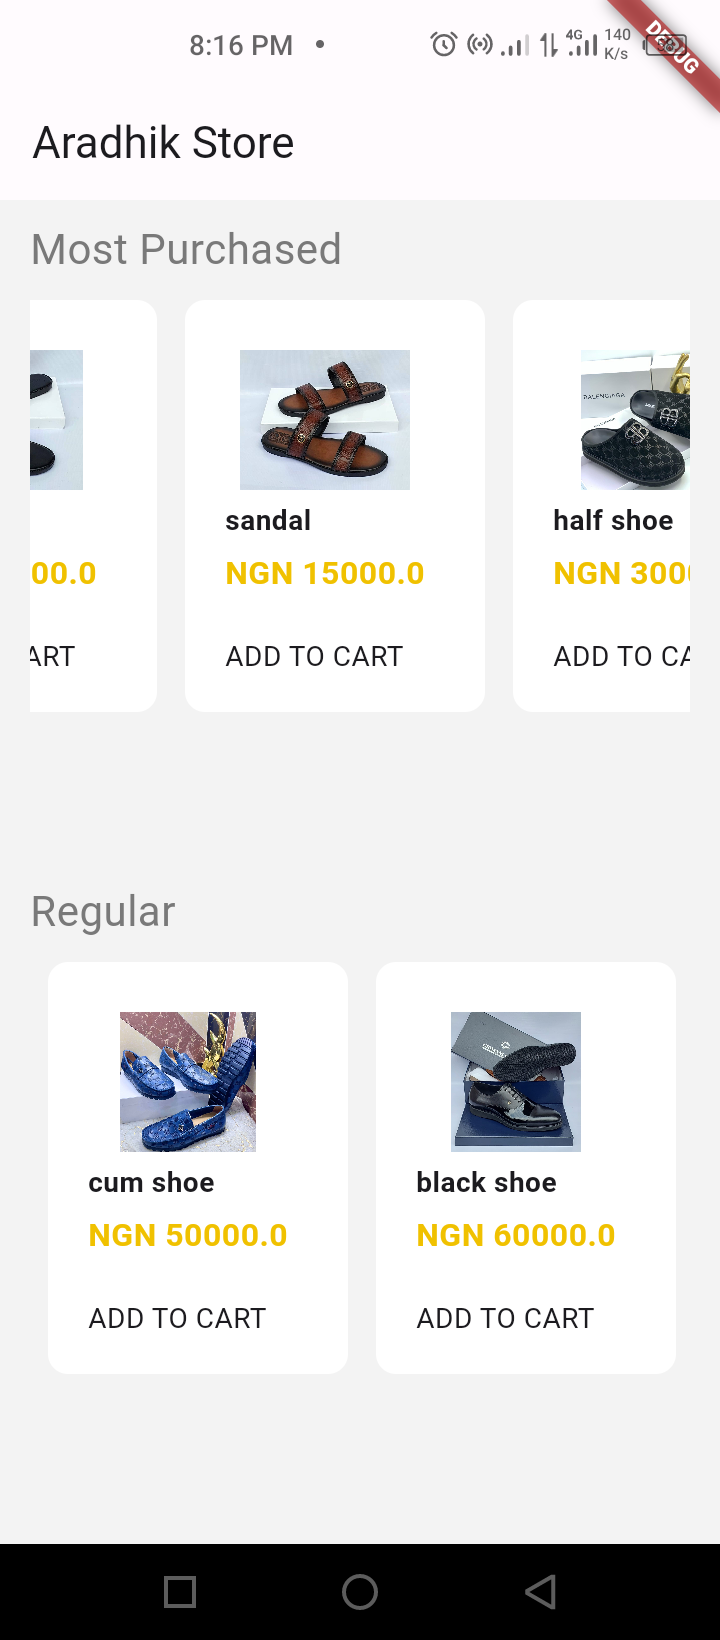 8:16 PM
4G 140 K/s
DEBUG
Aradhik Store
Most Purchased
BALENCIAGA
sandal
half shoe
00.0
NGN 15000.0
NGN 3000
ART
ADD TO CART
ADD TO CA
Regular
cum shoe
black shoe
NGN 50000.0
NGN 60000.0
ADD TO CART
ADD TO CART